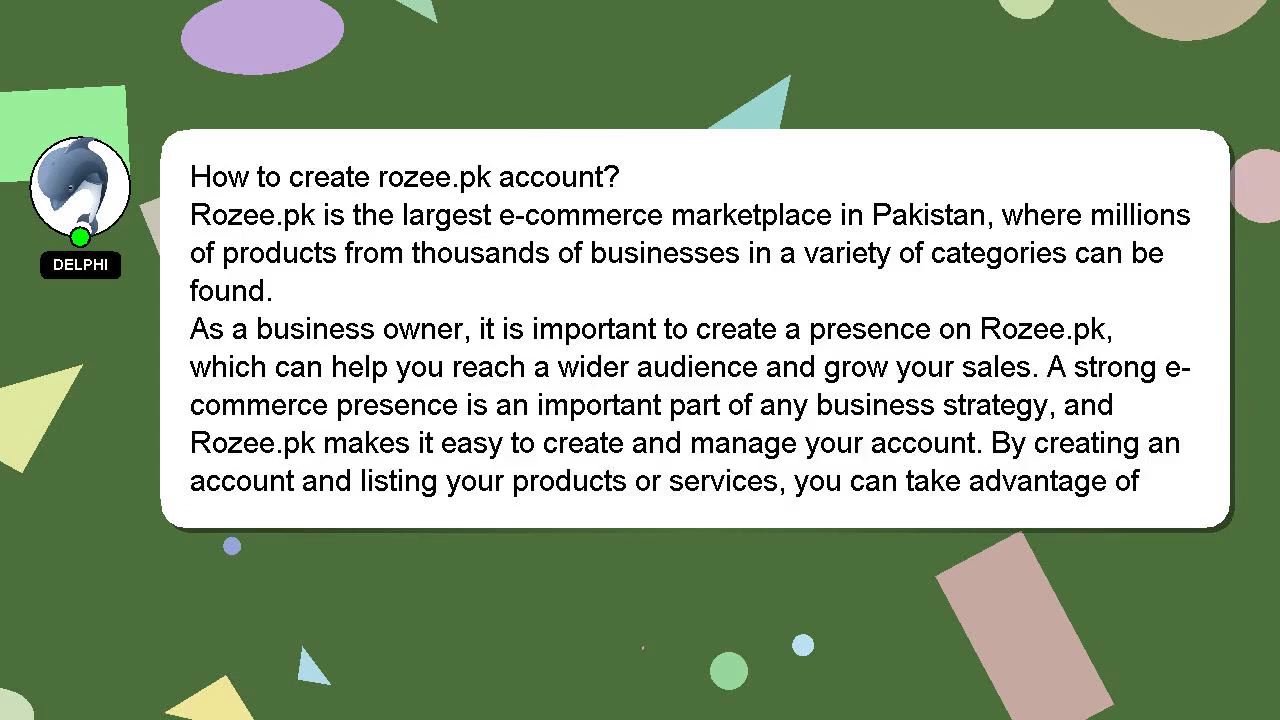 DELPHI
How to create rozee.pk account?
Rozee.pk is the largest e-commerce marketplace in Pakistan, where millions
of products from thousands of businesses in a variety of categories can be
found.
As a business owner, it is important to create a presence on Rozee.pk,
which can help you reach a wider audience and grow your sales. A strong e-
commerce presence is an important part of any business strategy, and
Rozee.pk makes it easy to create and manage your account. By creating an
account and listing your products or services, you can take advantage of